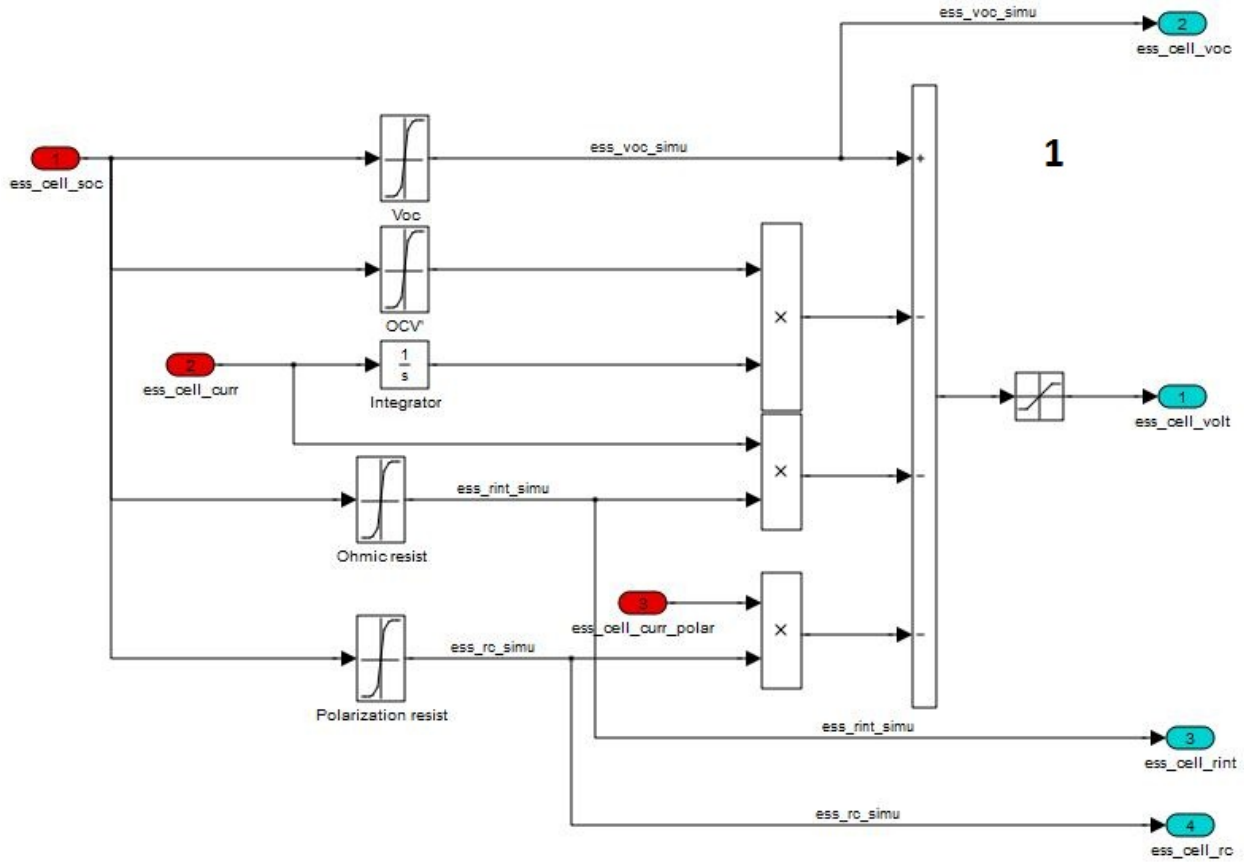 ess_voc_simu
2
ess_cell_voc
1
1
ess_cell_soc
ess_voc_simu
+
Voc
OCV'
×
−
2
ess_cell_curr
1
s
Integrator
1
ess_cell_volt
×
−
ess_rint_simu
Ohmic resist
3
ess_cell_curr_polar
×
−
ess_rc_simu
Polarization resist
ess_rint_simu
3
ess_cell_rint
ess_rc_simu
4
ess_cell_rc